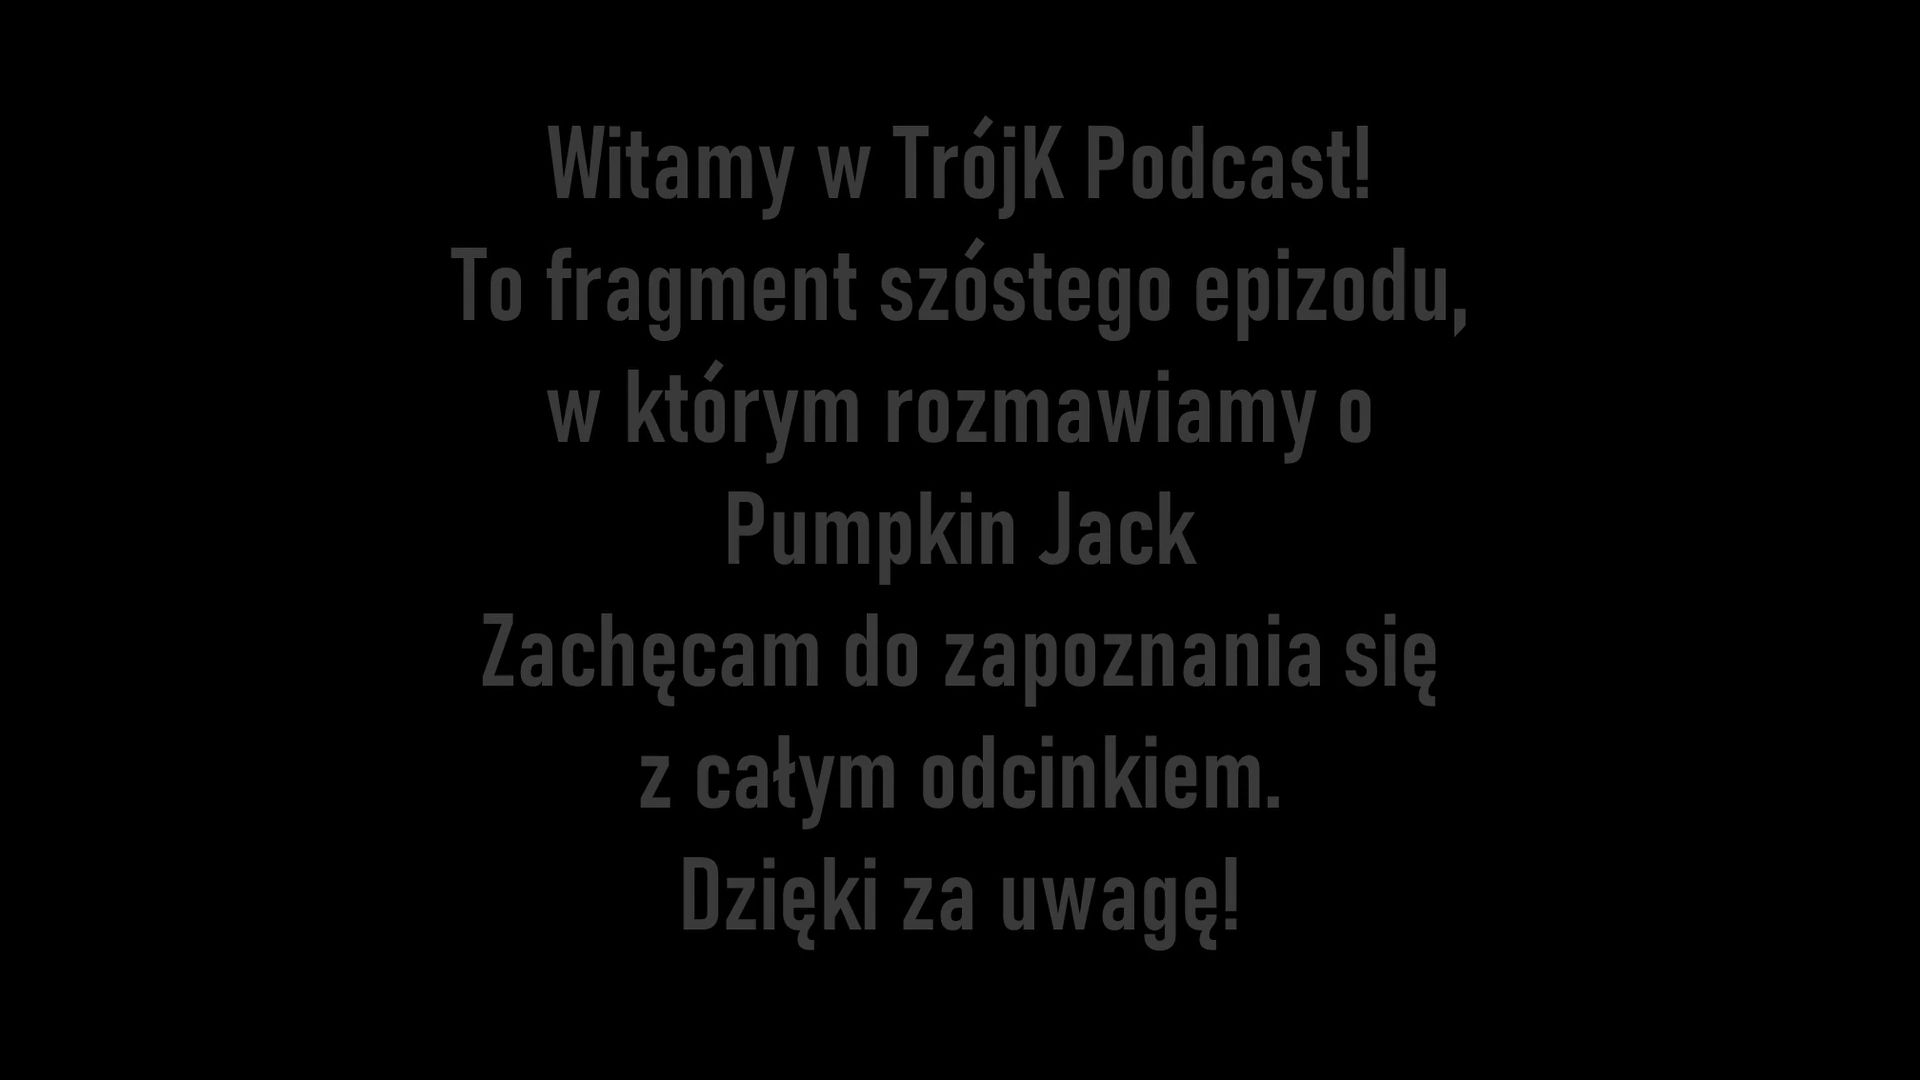 Witamy w TrójK Podcast!
To fragment szóstego epizodu,
w którym rozmawiamy o
Pumpkin Jack
Zachęcam do zapoznania się
z całym odcinkiem.
Dzięki za uwagę!